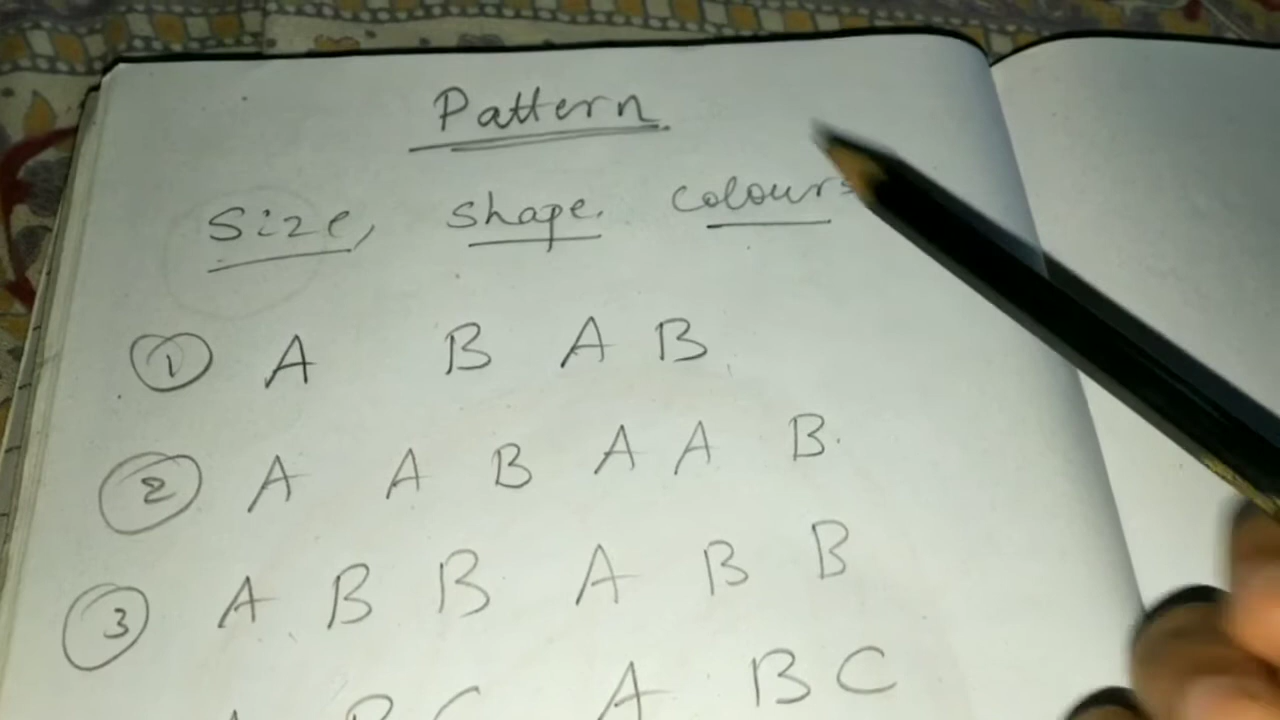 Pattern
Size, Shape. Colours
① A B A B
② A A B A A B.
③ A B B A B B
A B C A B C